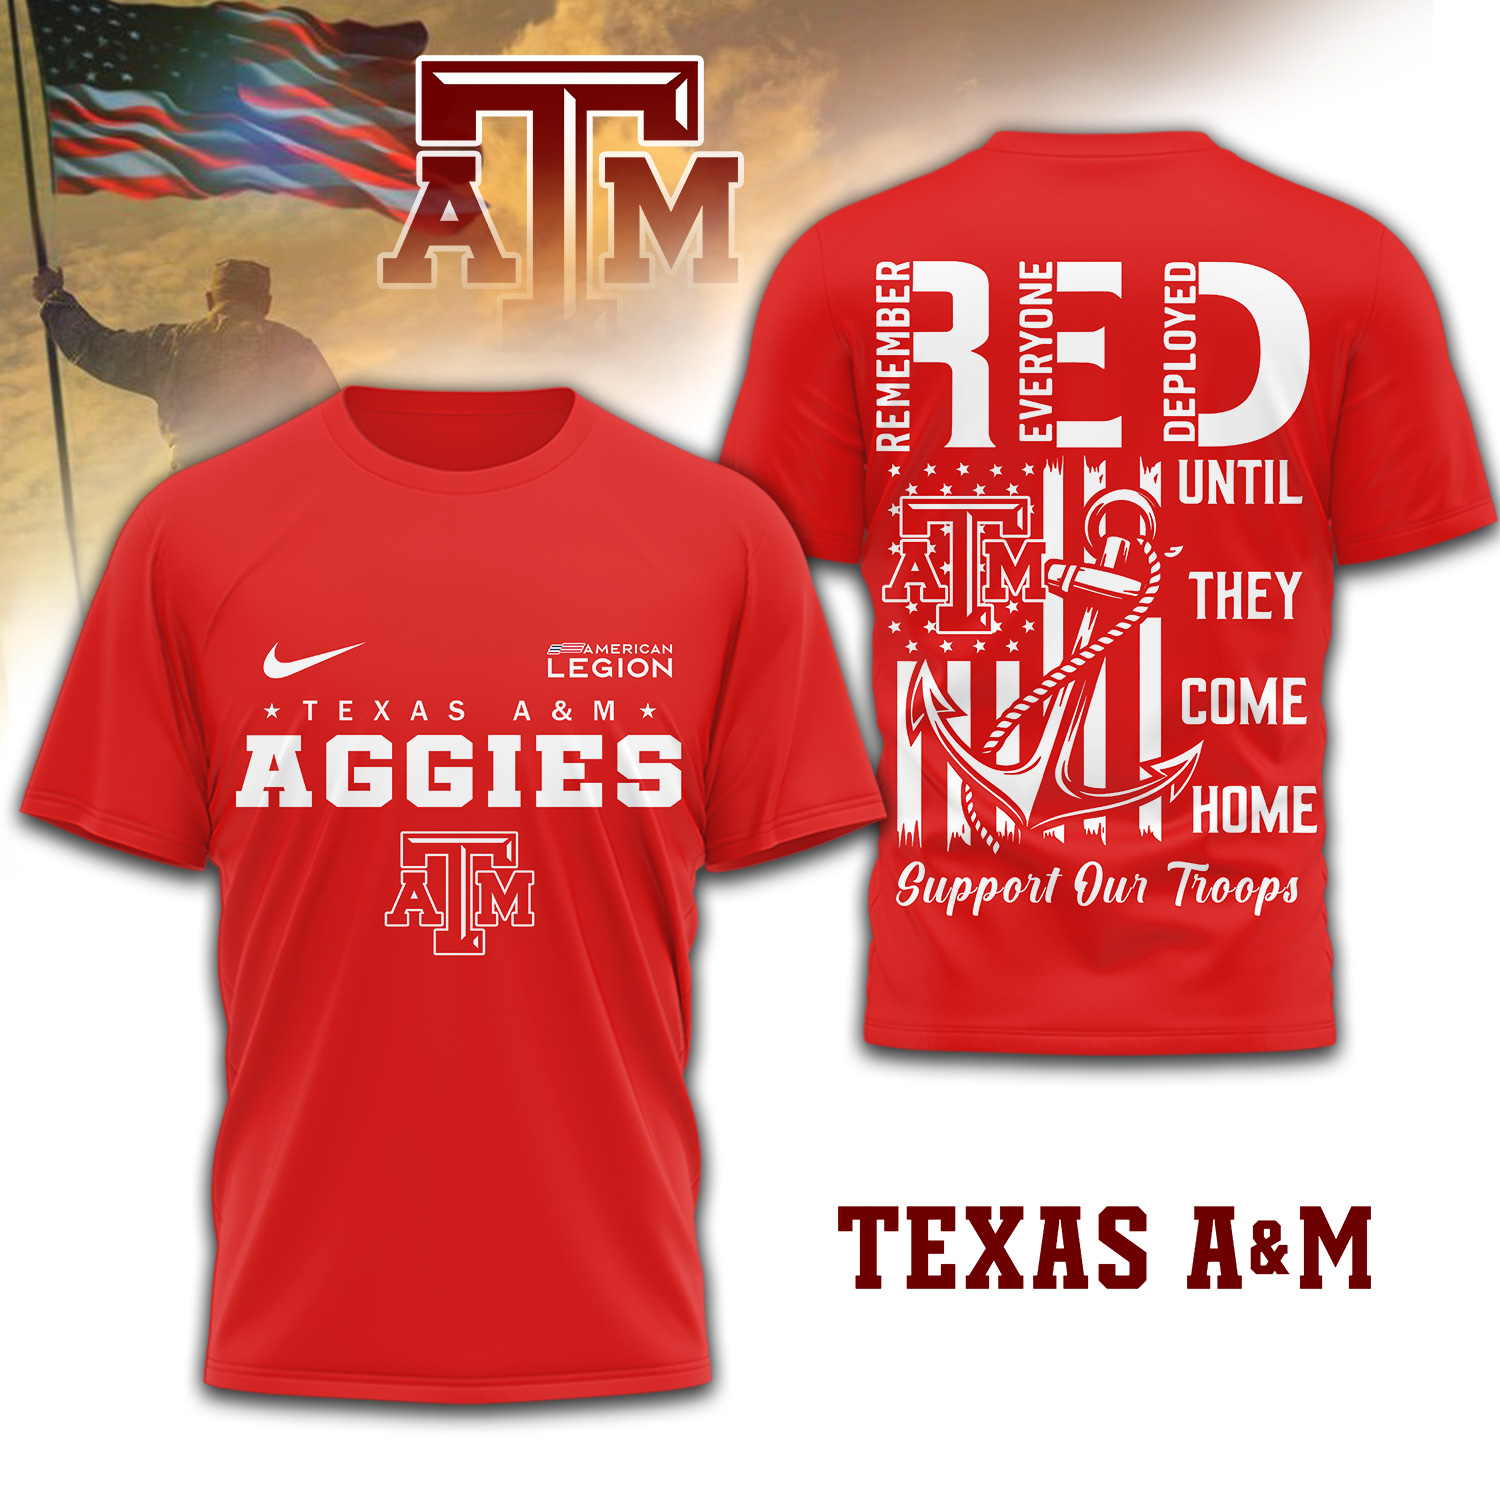 ATM
AMERICAN
LEGION
TEXAS A&M
AGGIES
ATM
REMEMBER
EVERYONE
DEPLOYED
RED
ATM
UNTIL
THEY
COME
HOME
Support Our Troops
TEXAS A&M